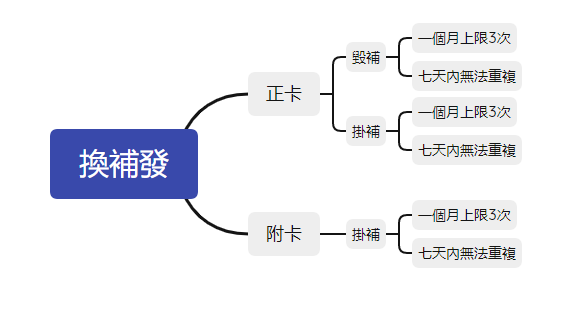 換補發
正卡
毀補
一個月上限3次
七天內無法重複
掛補
一個月上限3次
七天內無法重複
附卡
掛補
一個月上限3次
七天內無法重複